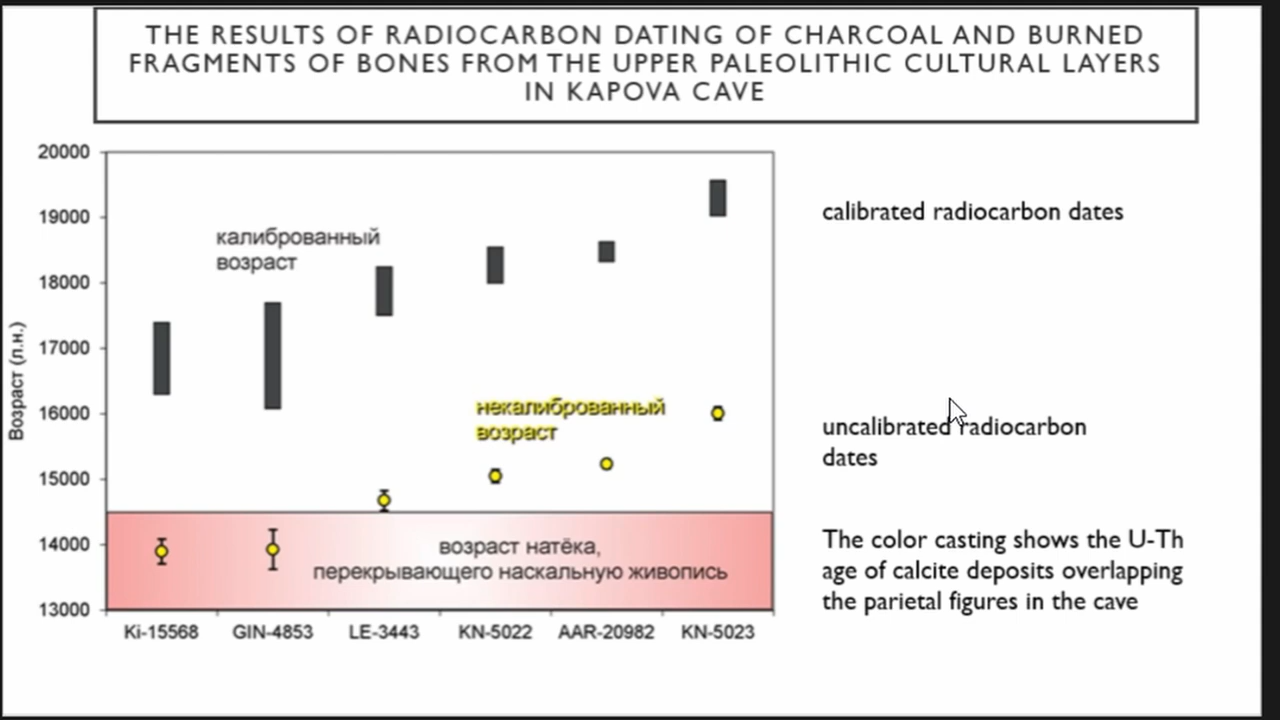 THE RESULTS OF RADIOCARBON DATING OF CHARCOAL AND BURNED
FRAGMENTS OF BONES FROM THE UPPER PALEOLITHIC CULTURAL LAYERS
IN KAPOVA CAVE
20000
19000
18000
17000
16000
15000
14000
13000
Возраст (л.н.)
калиброванный
возраст
некалиброванный
возраст
возраст натёка,
перекрывающего наскальную живопись
Ki-15568 GIN-4853 LE-3443 KN-5022 AAR-20982 KN-5023
calibrated radiocarbon dates
uncalibrated radiocarbon
dates
The color casting shows the U-Th
age of calcite deposits overlapping
the parietal figures in the cave